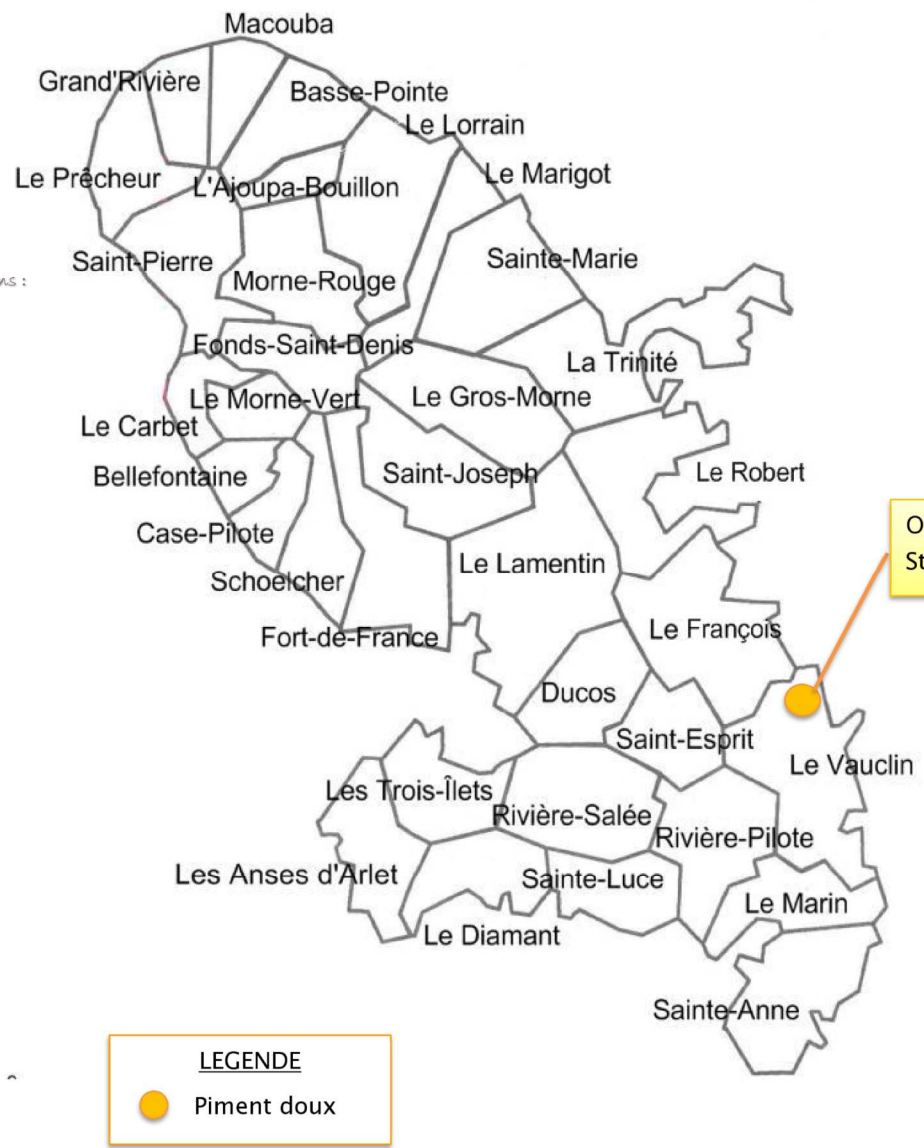 Macouba
Grand'Rivière
Basse-Pointe
Le Lorrain
Le Prêcheur
L'Ajoupa-Bouillon
Le Marigot
Saint-Pierre
Sainte-Marie
Morne-Rouge
Fonds-Saint-Denis
La Trinité
Le Morne-Vert
Le Gros-Morne
Le Carbet
Bellefontaine
Saint-Joseph
Le Robert
Case-Pilote
Schoelcher
Le Lamentin
Fort-de-France
Le François
Ducos
Saint-Esprit
Le Vauclin
Les Trois-Îlets
Rivière-Salée
Rivière-Pilote
Les Anses d'Arlet
Sainte-Luce
Le Marin
Le Diamant
Sainte-Anne
LEGENDE
Piment doux